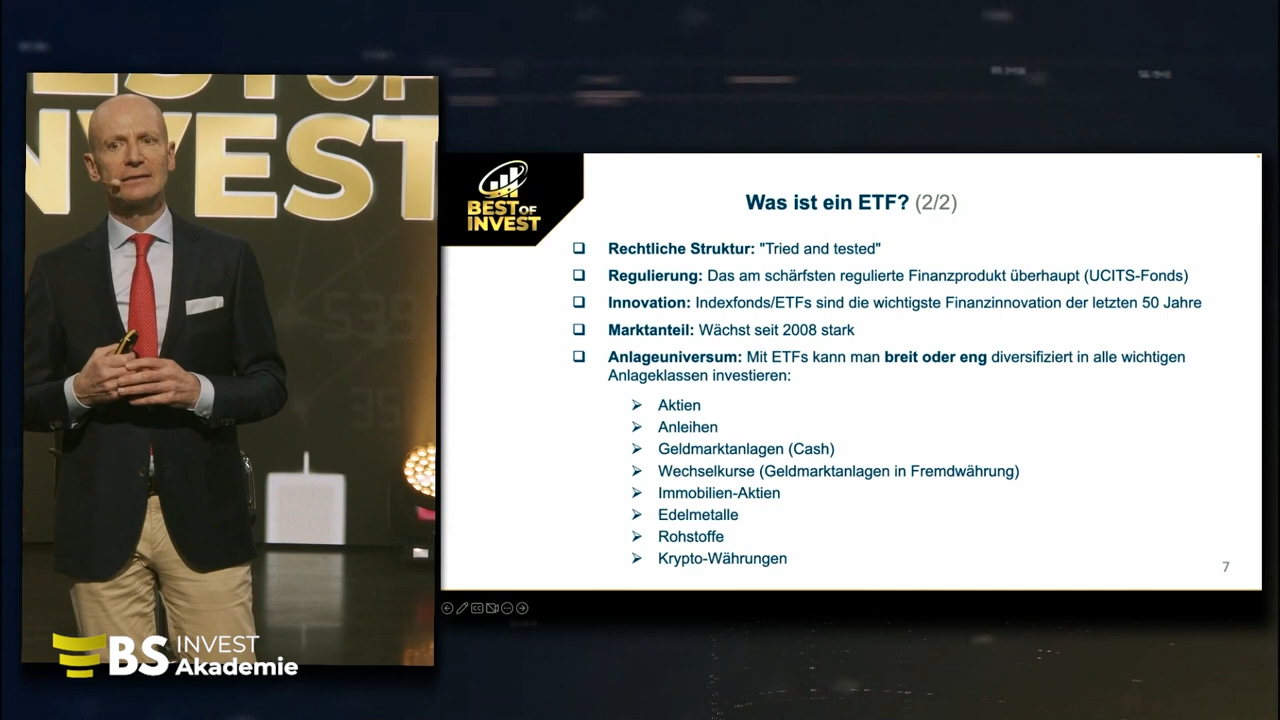 EST OF
NVEST
BS INVEST
Akademie
BEST OF
INVEST
Was ist ein ETF? (2/2)
❑ Rechtliche Struktur: "Tried and tested"
❑ Regulierung: Das am schärfsten regulierte Finanzprodukt überhaupt (UCITS-Fonds)
❑ Innovation: Indexfonds/ETFs sind die wichtigste Finanzinnovation der letzten 50 Jahre
❑ Marktanteil: Wächst seit 2008 stark
❑ Anlageuniversum: Mit ETFs kann man breit oder eng diversifiziert in alle wichtigen
Anlageklassen investieren:
➢ Aktien
➢ Anleihen
➢ Geldmarktanlagen (Cash)
➢ Wechselkurse (Geldmarktanlagen in Fremdwährung)
➢ Immobilien-Aktien
➢ Edelmetalle
➢ Rohstoffe
➢ Krypto-Währungen
7